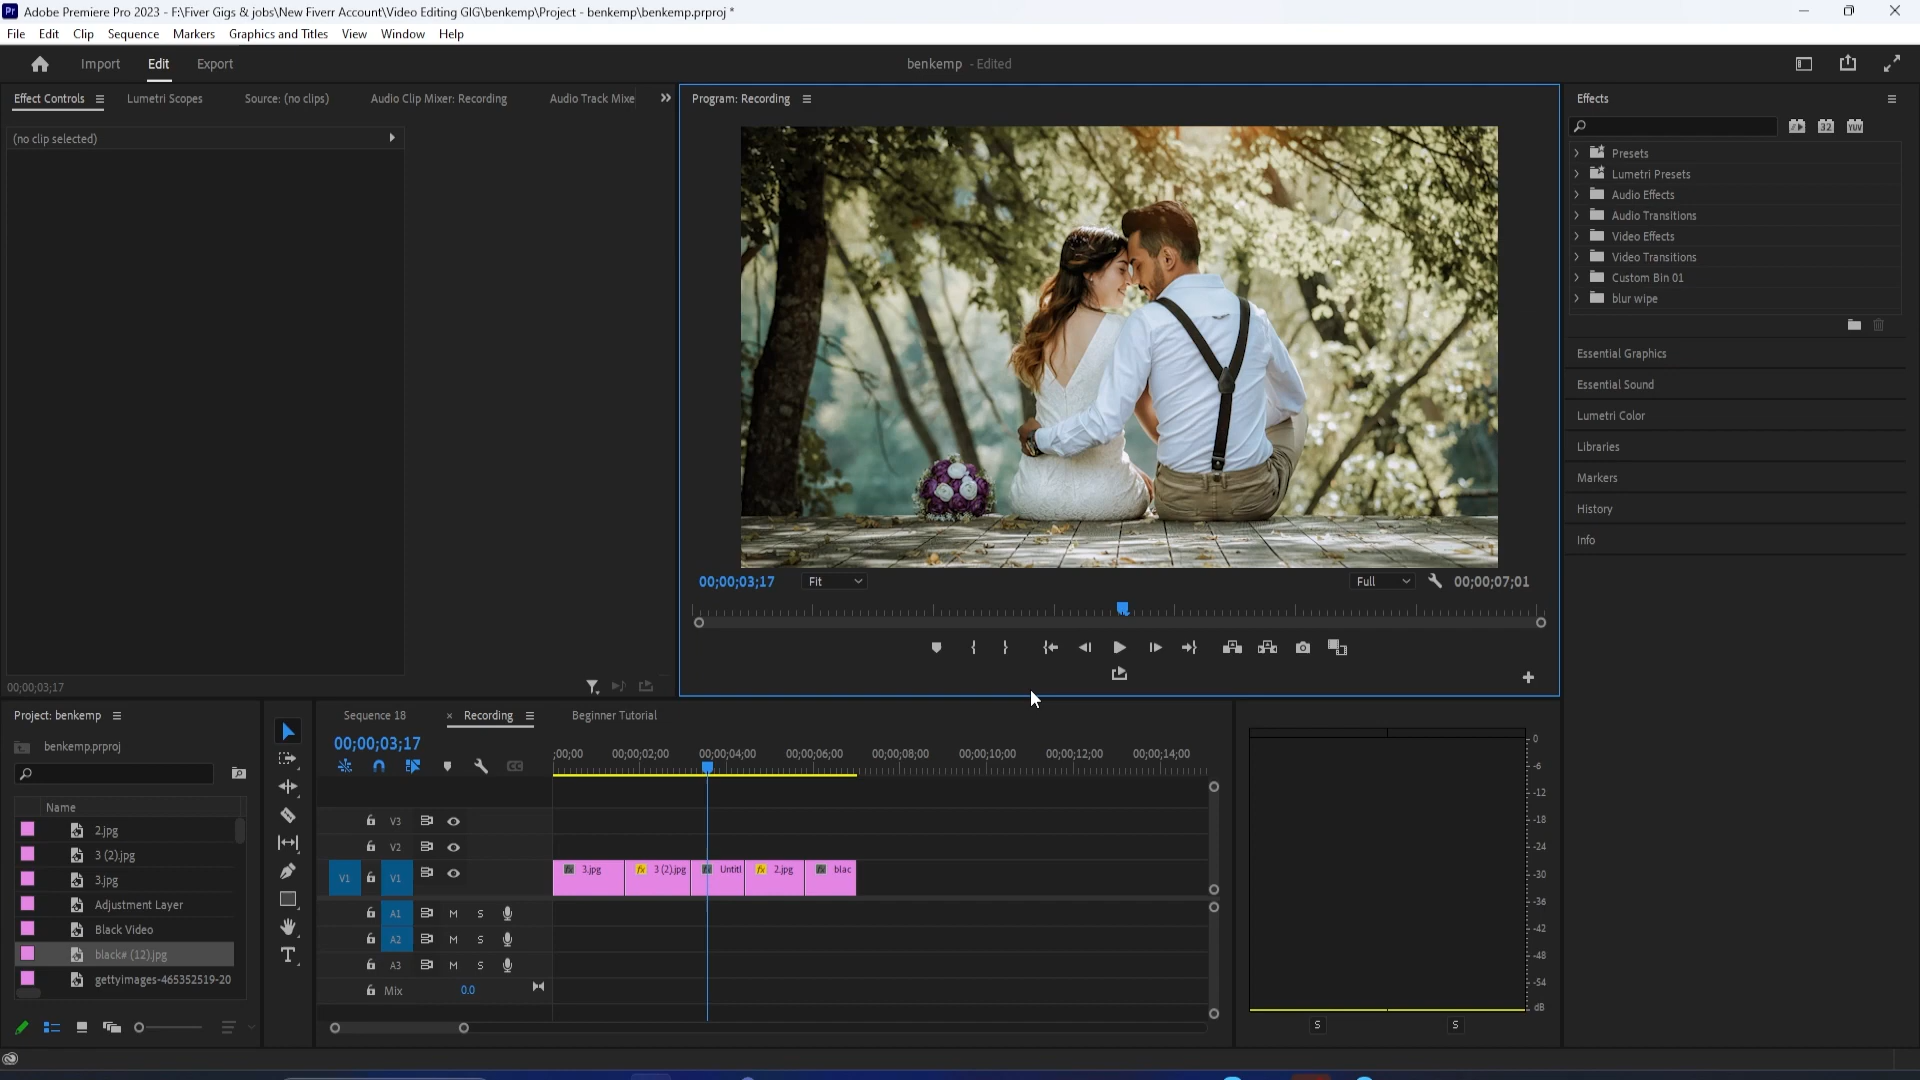 Pr Adobe Premiere Pro 2023 - F:\Fiver Gigs & jobs\New Fiverr Account\Video Editing GIG\benkemp\Project - benkemp\benkemp.prproj *
File Edit Clip Sequence Markers Graphics and Titles View Window Help
Import Edit Export
benkemp - Edited
Effect Controls Lumetri Scopes Source: (no clips) Audio Clip Mixer: Recording Audio Track Mixe
(no clip selected)
00;00;03;17
Program: Recording
00;00;03;17 Fit Full 00;00;07;01
Effects
32 YUV
Presets
Lumetri Presets
Audio Effects
Audio Transitions
Video Effects
Video Transitions
Custom Bin 01
blur wipe
Essential Graphics
Essential Sound
Lumetri Color
Libraries
Markers
History
Info
Project: benkemp
benkemp.prproj
Name
2.jpg
3 (2).jpg
3.jpg
Adjustment Layer
Black Video
black# (12).jpg
gettyimages-465352519-20
T
Sequence 18 × Recording Beginner Tutorial
00;00;03;17
;00;00 00;00;02;00 00;00;04;00 00;00;06;00 00;00;08;00 00;00;10;00 00;00;12;00 00;00;14;00
V3
V2
V1 V1
fx 3.jpg fx 3 (2).jpg fx Untitl fx 2.jpg fx blac
A1 M S
A2 M S
A3 M S
Mix 0.0
0
-6
-12
-18
-24
-30
-36
-42
-48
-54
dB
S S